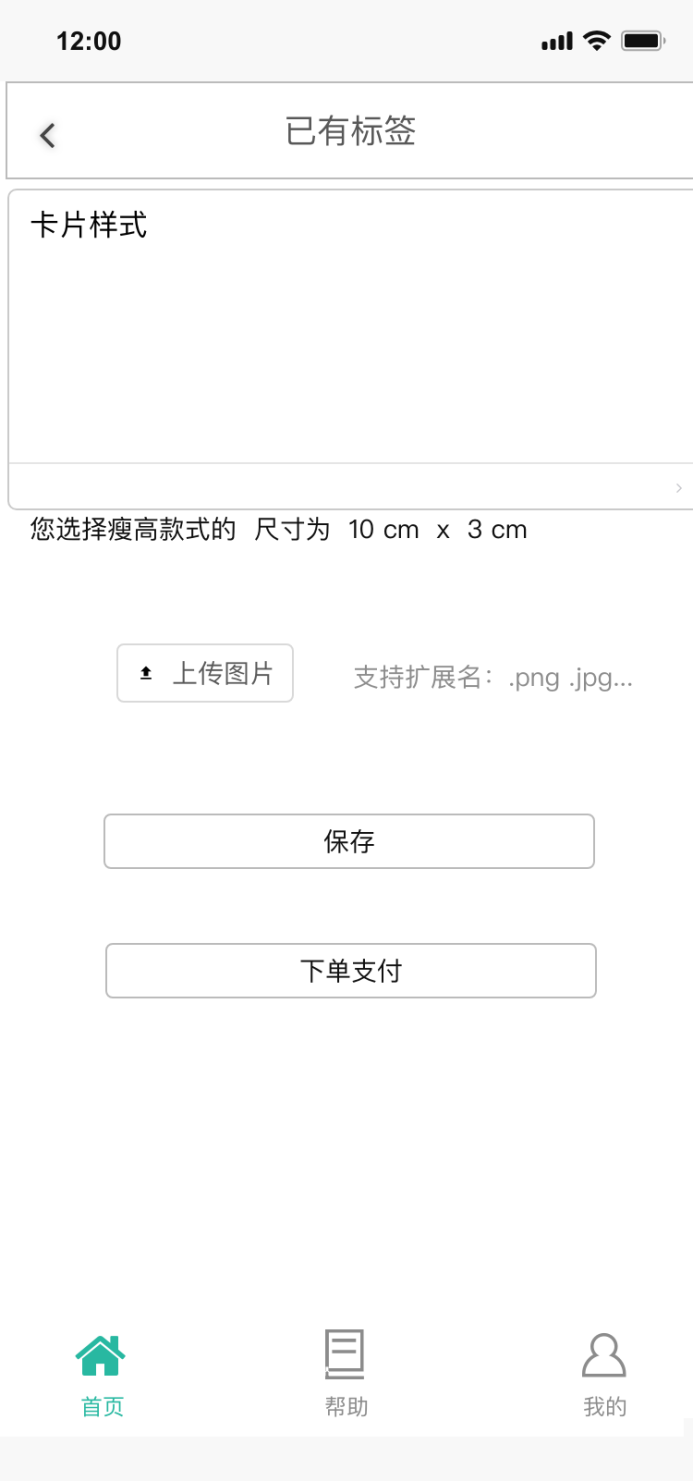 12:00
已有标签
卡片样式
您选择瘦高款式的 尺寸为 10 cm x 3 cm
上传图片 支持扩展名：.png .jpg...
保存
下单支付
首页 帮助 我的